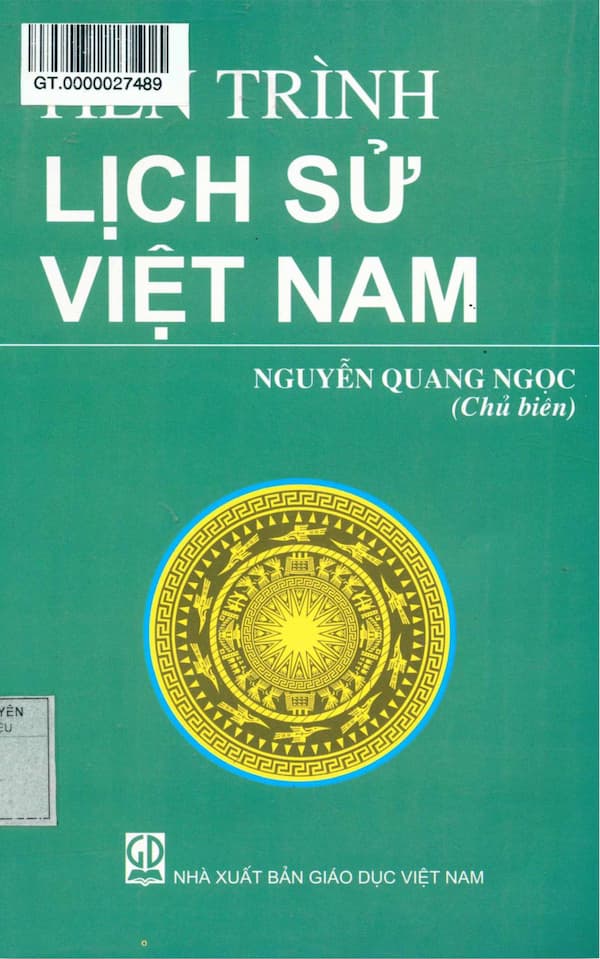 GT.0000027489
TIẾN TRÌNH
LỊCH SỬ
VIỆT NAM
NGUYỄN QUANG NGỌC
(Chủ biên)
GD
NHÀ XUẤT BẢN GIÁO DỤC VIỆT NAM